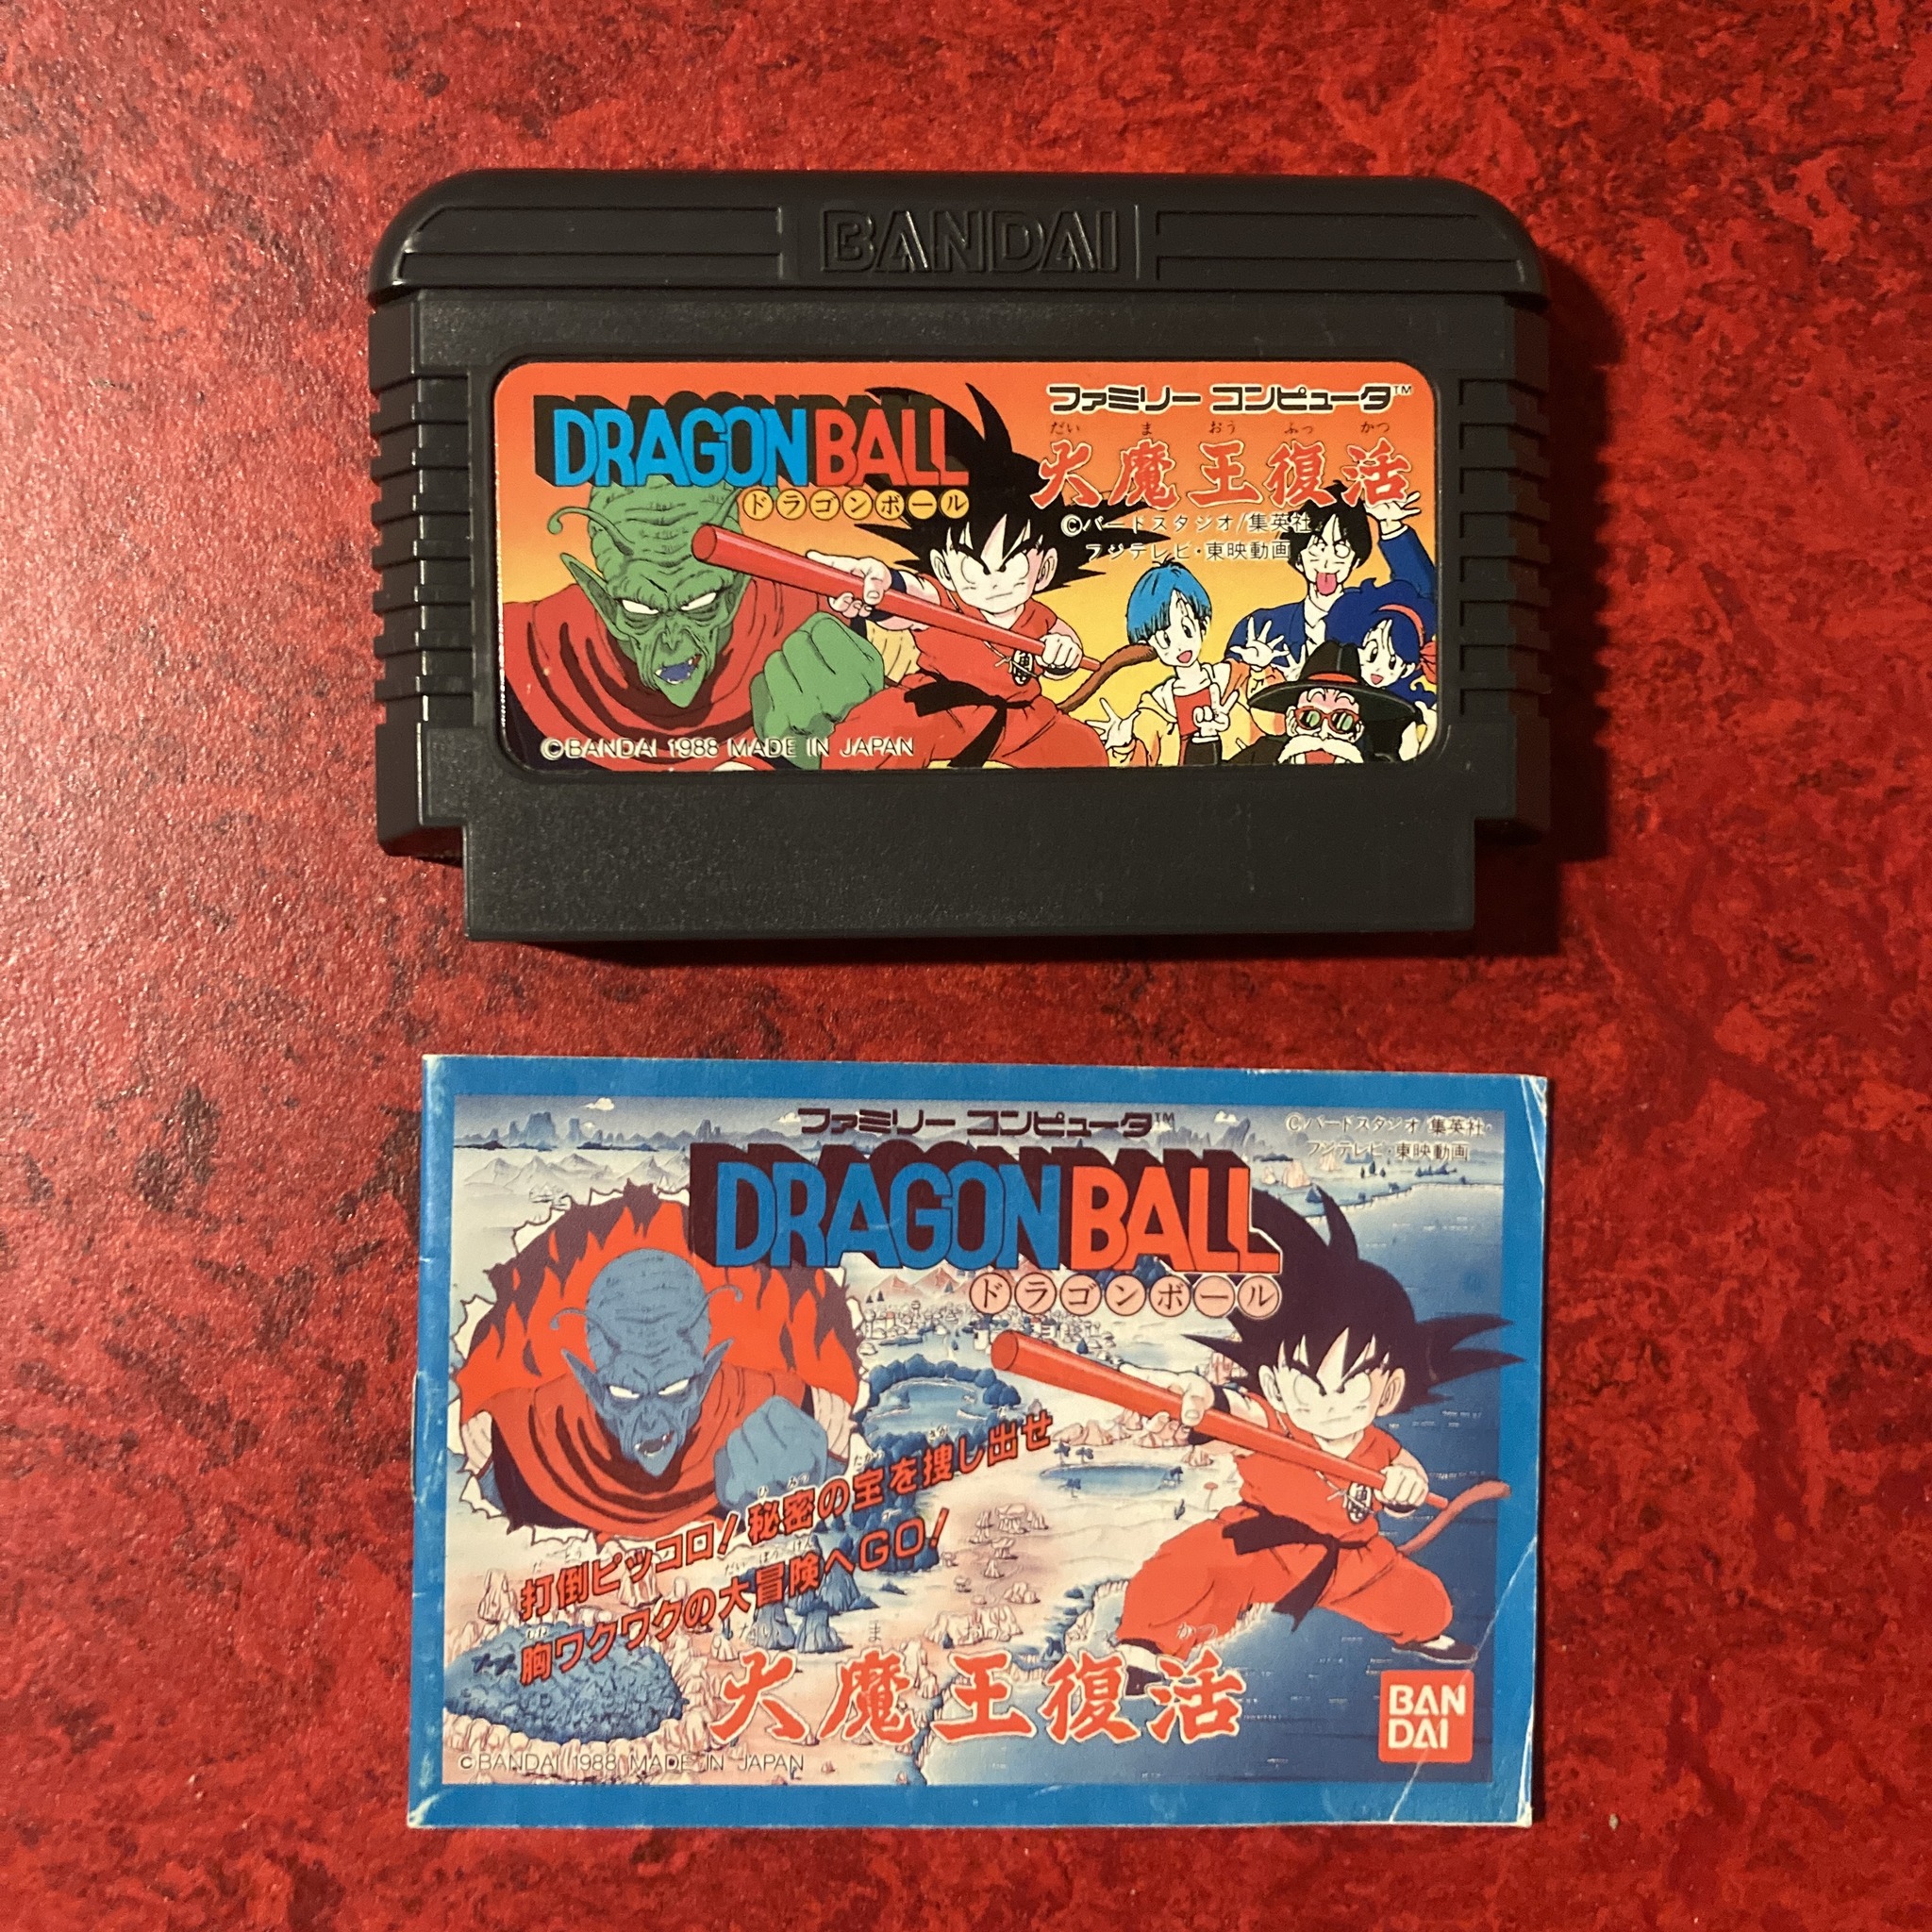 BANDAI
DRAGON BALL
ドラゴンボール
ファミリーコンピュータ™
だい ま おう ふっ かつ
大魔王復活
©バードスタジオ/集英社
フジテレビ・東映動画
©BANDAI 1988 MADE IN JAPAN
ファミリーコンピュータ™
©バードスタジオ/集英社
フジテレビ・東映動画
DRAGON BALL
ドラゴンボール
打倒ピッコロ!秘密の宝を捜し出せ
胸ワクワクの大冒険へGO!
大魔王復活
BAN
DAI
©BANDAI 1988 MADE IN JAPAN